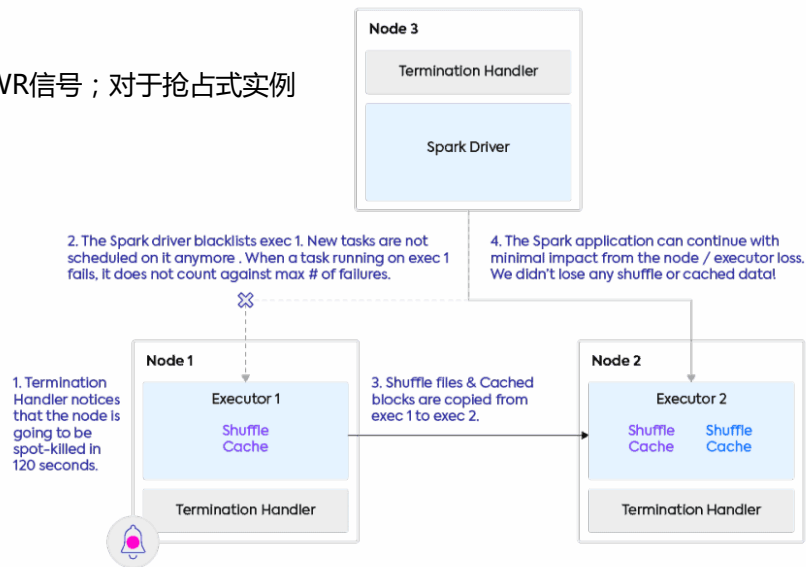 Node 3
Termination Handler
WR信号；对于抢占式实例
Spark Driver
2. The Spark driver blacklists exec 1. New tasks are not
scheduled on it anymore . When a task running on exec 1
fails, it does not count against max # of failures.
4. The Spark application can continue with
minimal impact from the node / executor loss.
We didn't lose any shuffle or cached data!
Node 1
Node 2
1. Termination
Handler notices
that the node is
going to be
spot-killed in
120 seconds.
Executor 1
Shuffle
Cache
3. Shuffle files & Cached
blocks are copied from
exec 1 to exec 2.
Executor 2
Shuffle Shuffle
Cache Cache
Termination Handler
Termination Handler